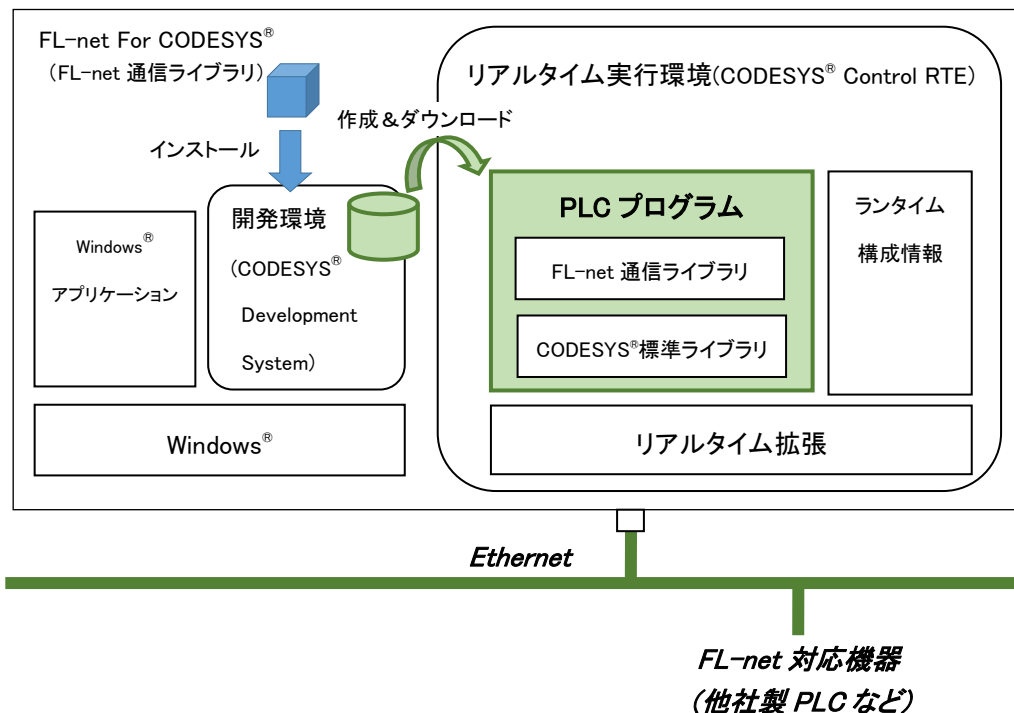 FL-net For CODESYS®
(FL-net 通信ライブラリ)
インストール
作成&ダウンロード
リアルタイム実行環境(CODESYS® Control RTE)
Windows®
アプリケーション
開発環境
(CODESYS®
Development
System)
PLC プログラム
FL-net 通信ライブラリ
CODESYS®標準ライブラリ
ランタイム
構成情報
Windows®
リアルタイム拡張
Ethernet
FL-net 対応機器
(他社製 PLC など)